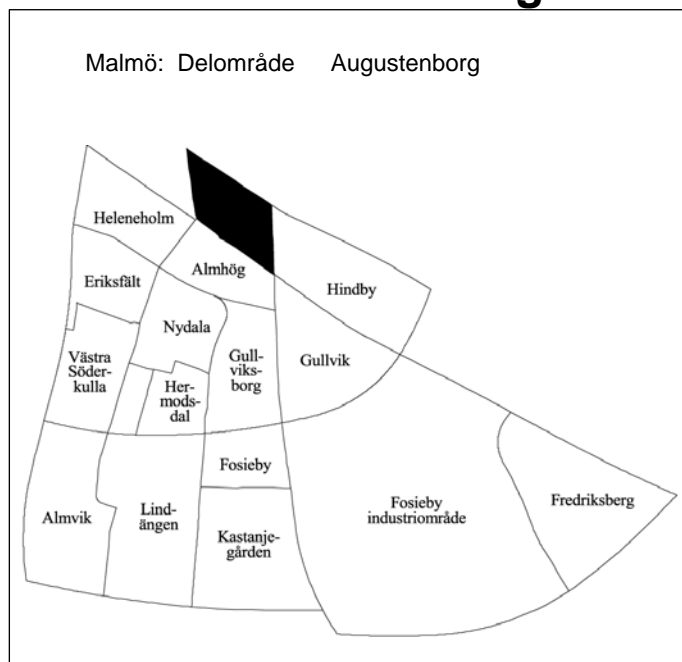 Malmö: Delområde Augustenborg
Heleneholm
Almhög
Hindby
Eriksfält
Nydala
Gullvik
Västra
Söder-
kulla
Gull-
viks-
borg
Her-
mods-
dal
Fosieby
Almvik
Lind-
ängen
Kastanje-
gården
Fosieby
industriområde
Fredriksberg